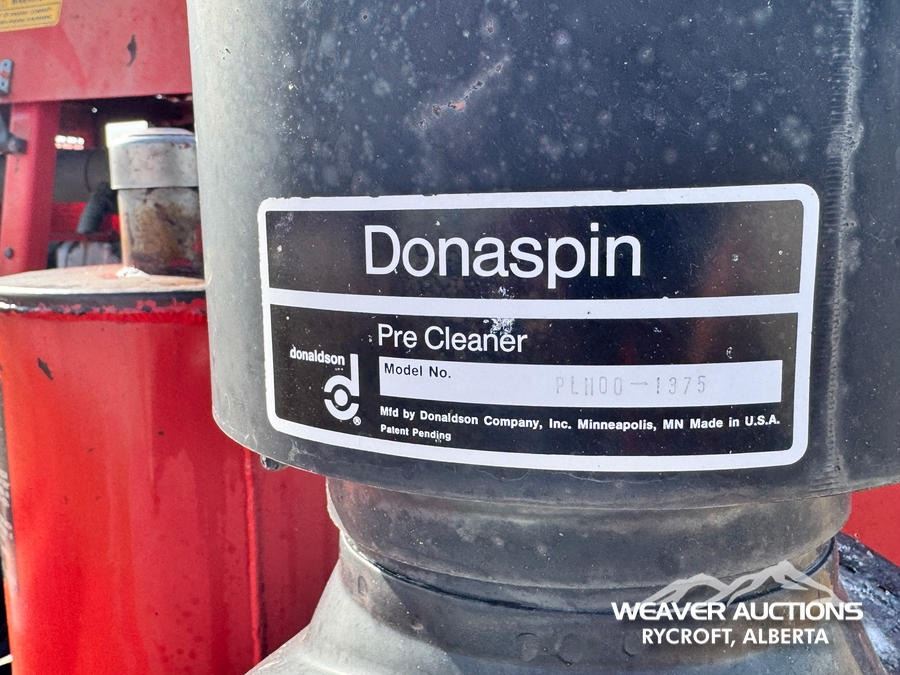 Donaspin
Pre Cleaner
donaldson
Model No.
PLH00-1375
Mfd by Donaldson Company, Inc. Minneapolis, MN Made in U.S.A.
Patent Pending
®
WEAVER AUCTIONS
RYCROFT, ALBERTA